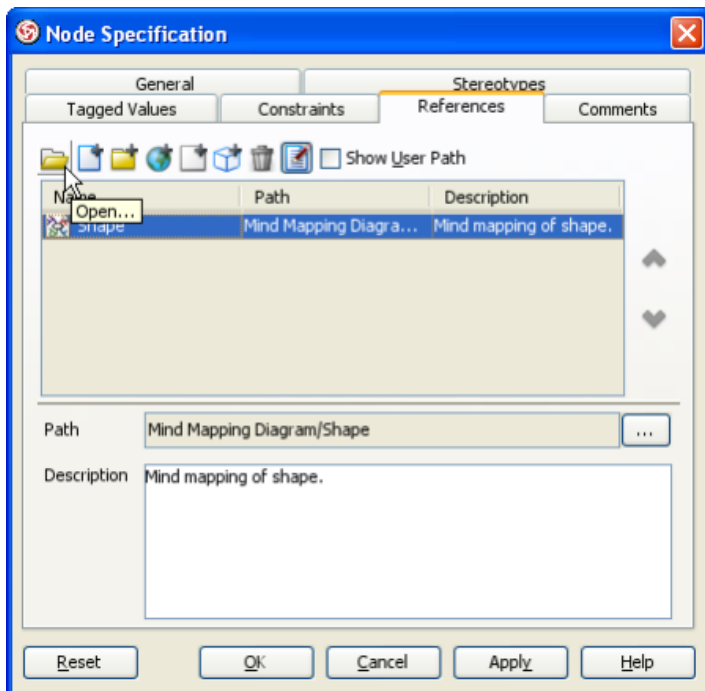 Node Specification
General Stereotypes
Tagged Values Constraints References Comments
Show User Path
Name Path Description
Open...
Shape Mind Mapping Diagra... Mind mapping of shape.
Path Mind Mapping Diagram/Shape ...
Description Mind mapping of shape.
Reset OK Cancel Apply Help